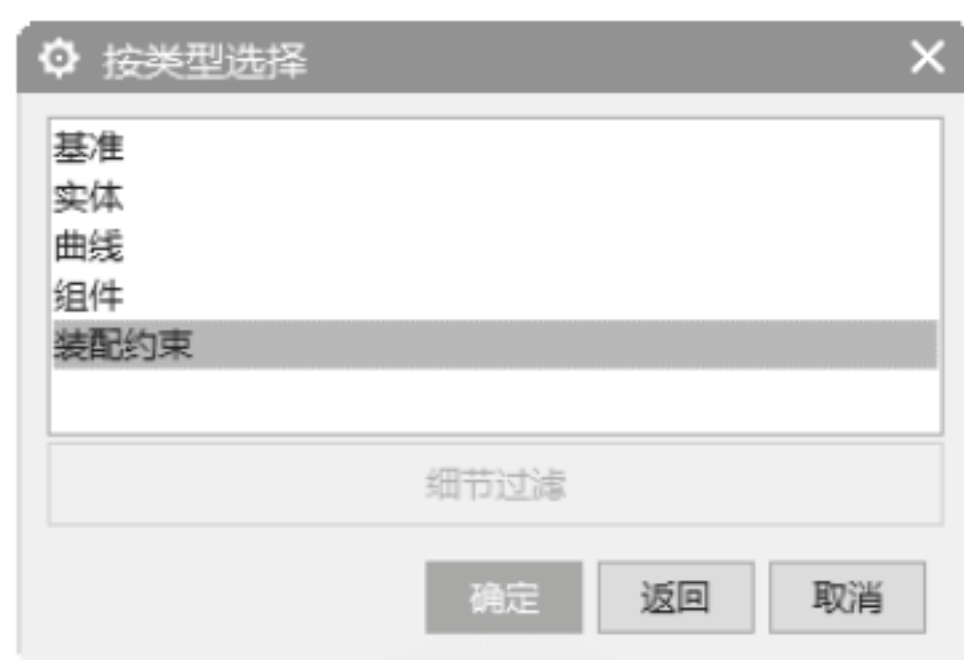 按类型选择
基准
实体
曲线
组件
装配约束
细节过滤
确定 返回 取消